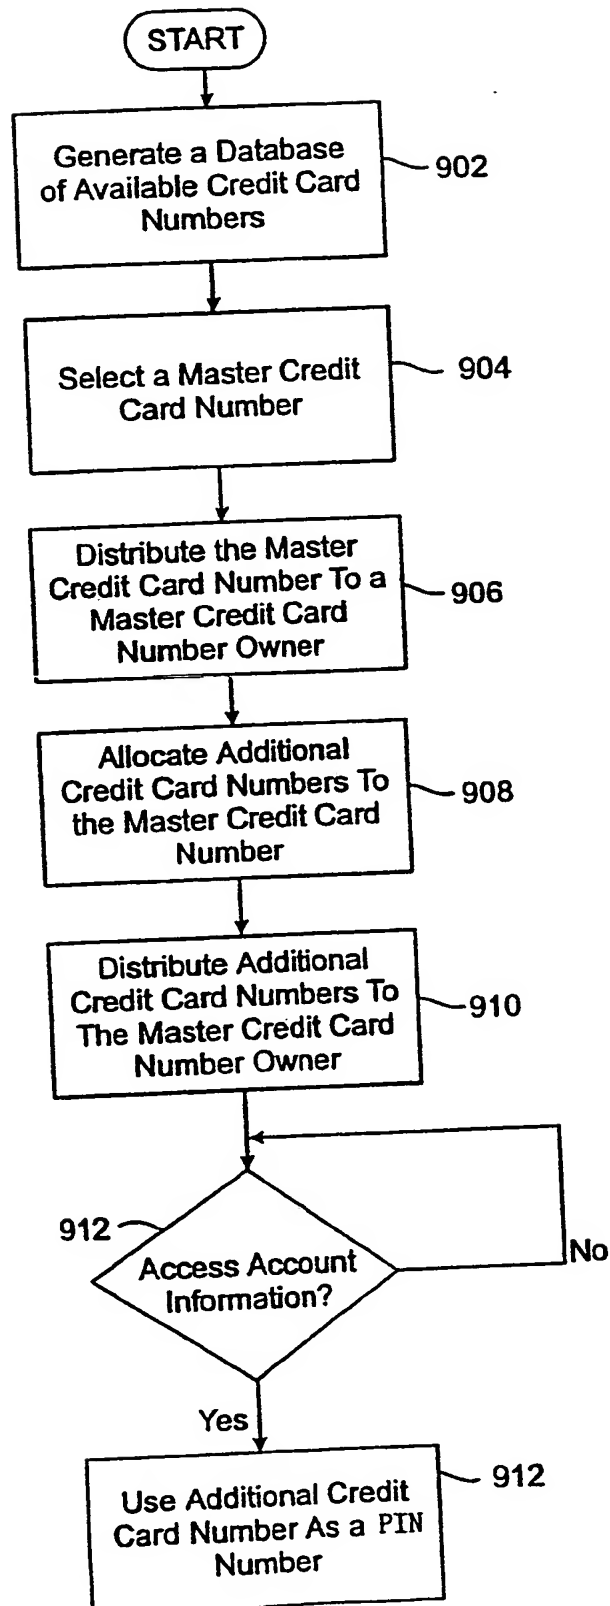 START
Generate a Database
of Available Credit Card
Numbers
902
Select a Master Credit
Card Number
904
Distribute the Master
Credit Card Number To a
Master Credit Card
Number Owner
906
Allocate Additional
Credit Card Numbers To
the Master Credit Card
Number
908
Distribute Additional
Credit Card Numbers To
The Master Credit Card
Number Owner
910
912
Access Account
Information?
No
Yes
Use Additional Credit
Card Number As a PIN
Number
912